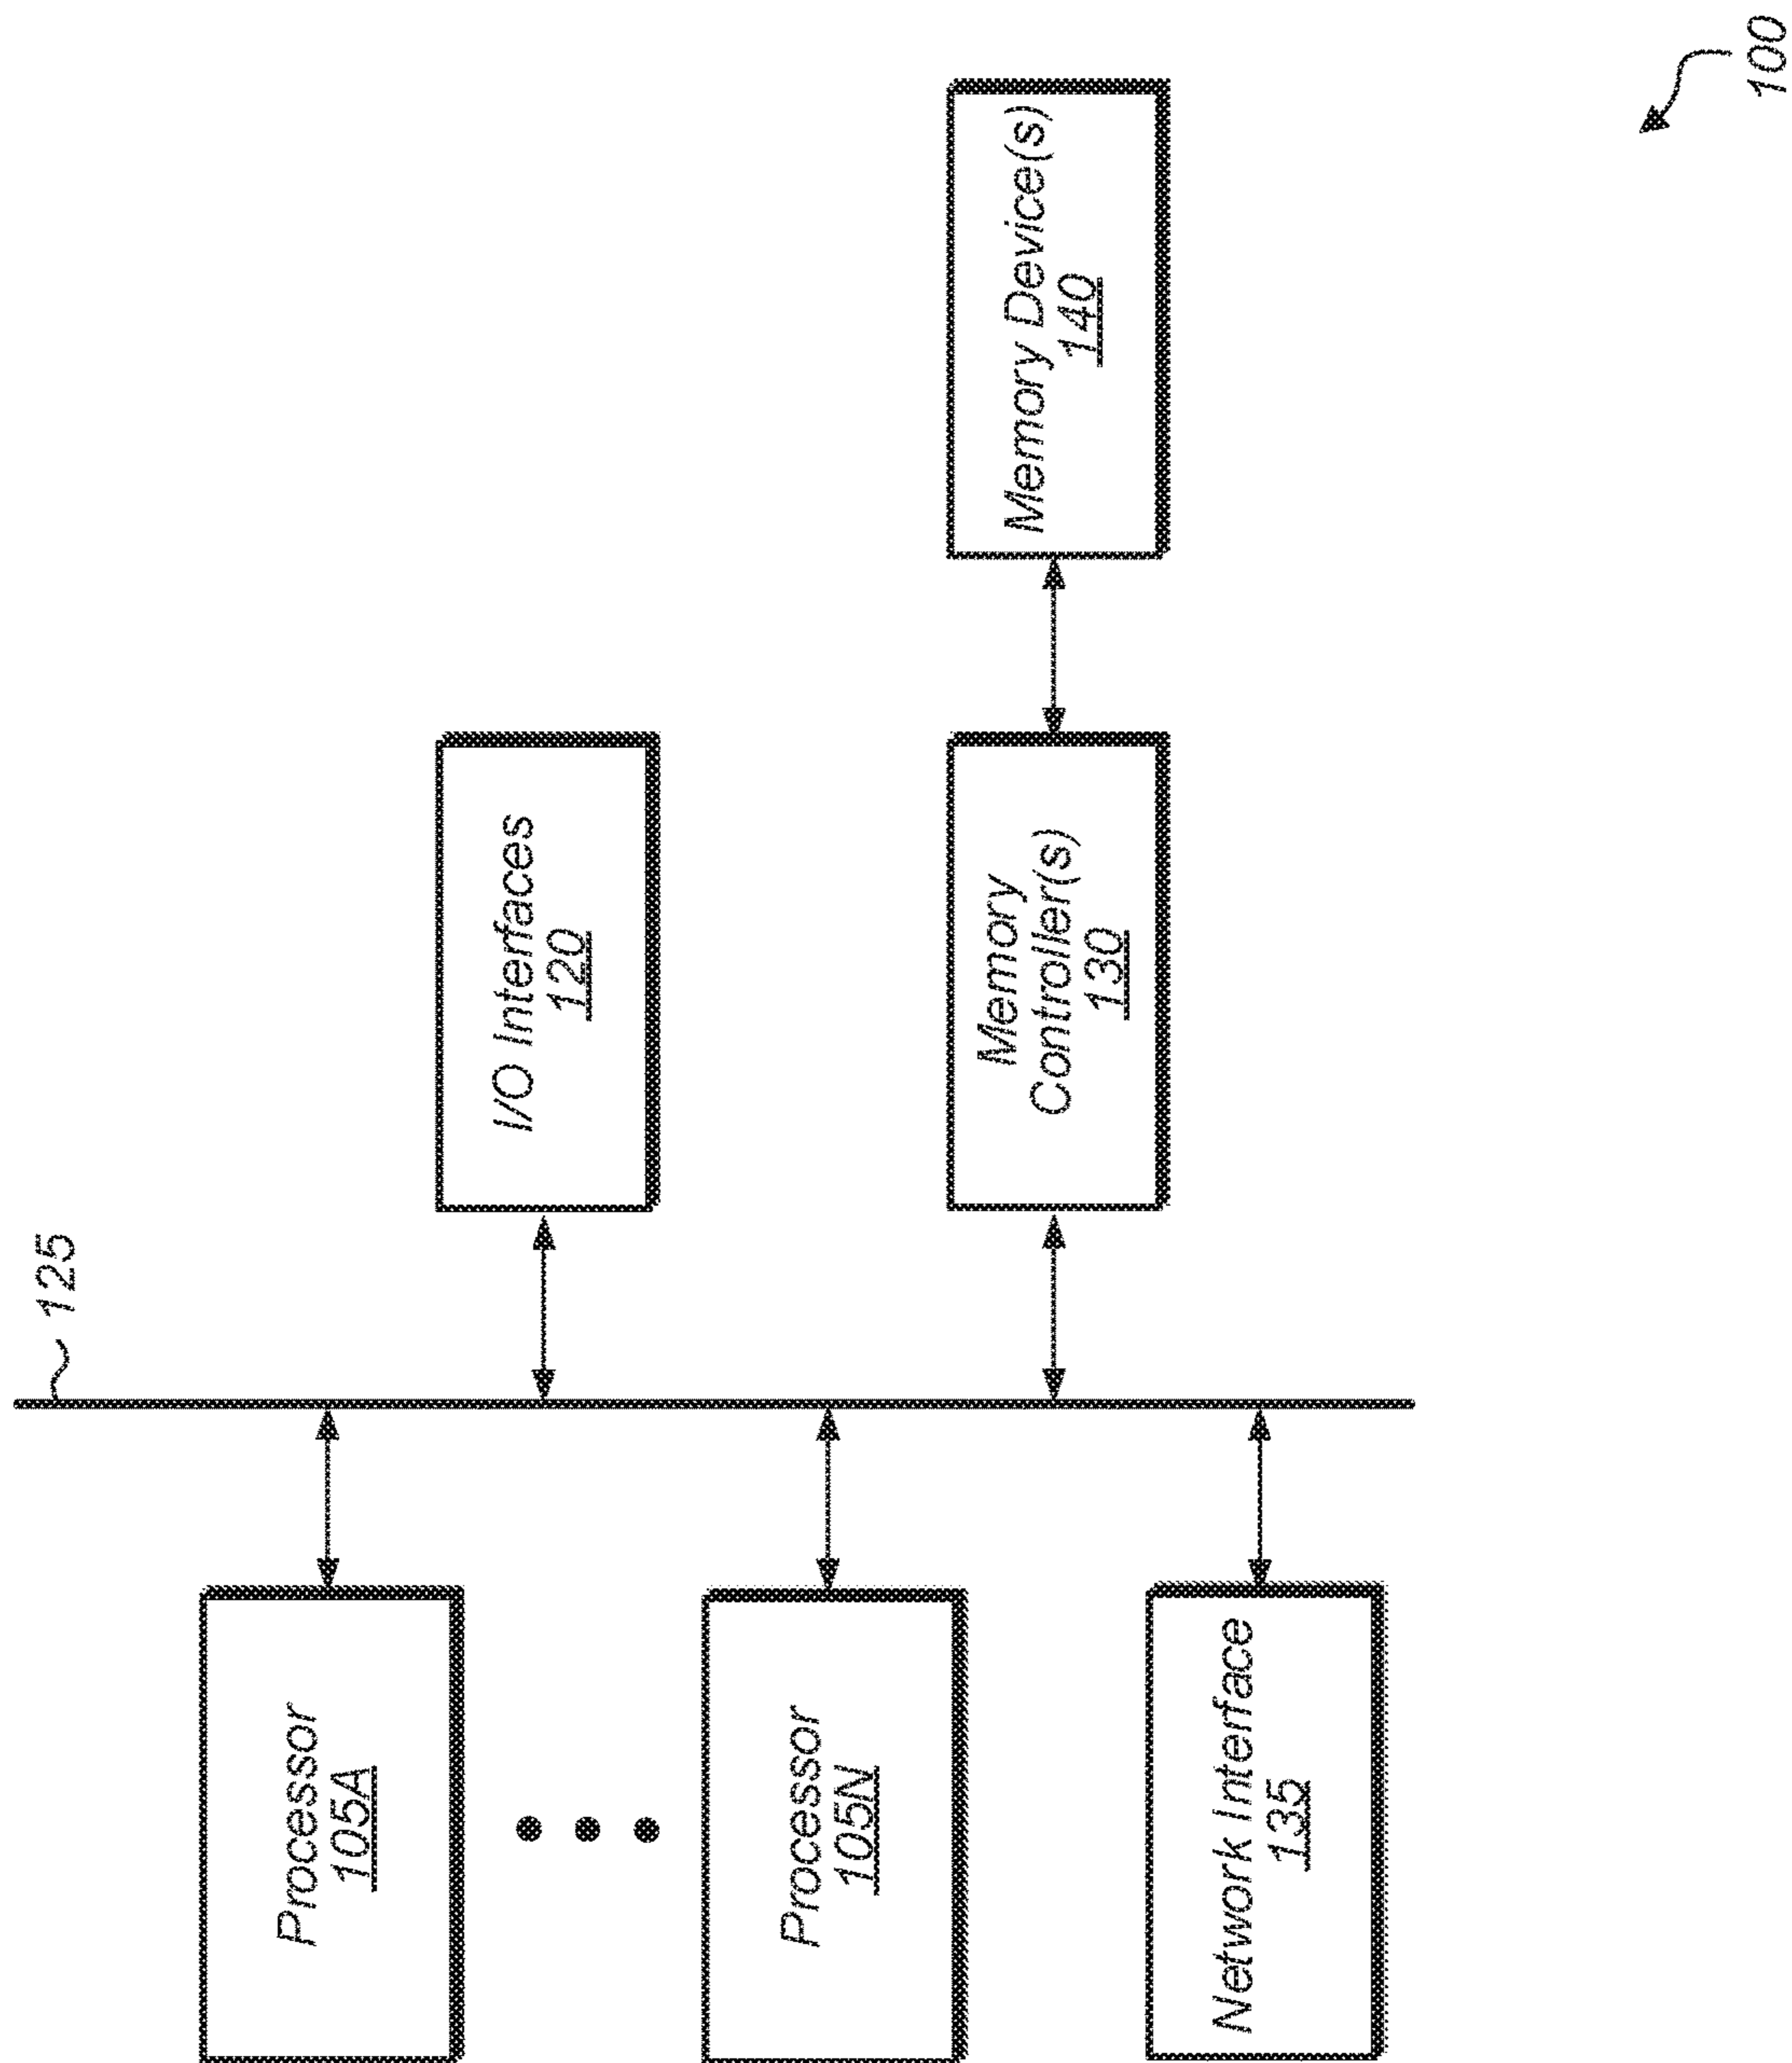 125
Processor
105A
I/O Interfaces
120
Processor
105N
Memory
Controller(s)
130
Memory Device(s)
140
Network Interface
135
100